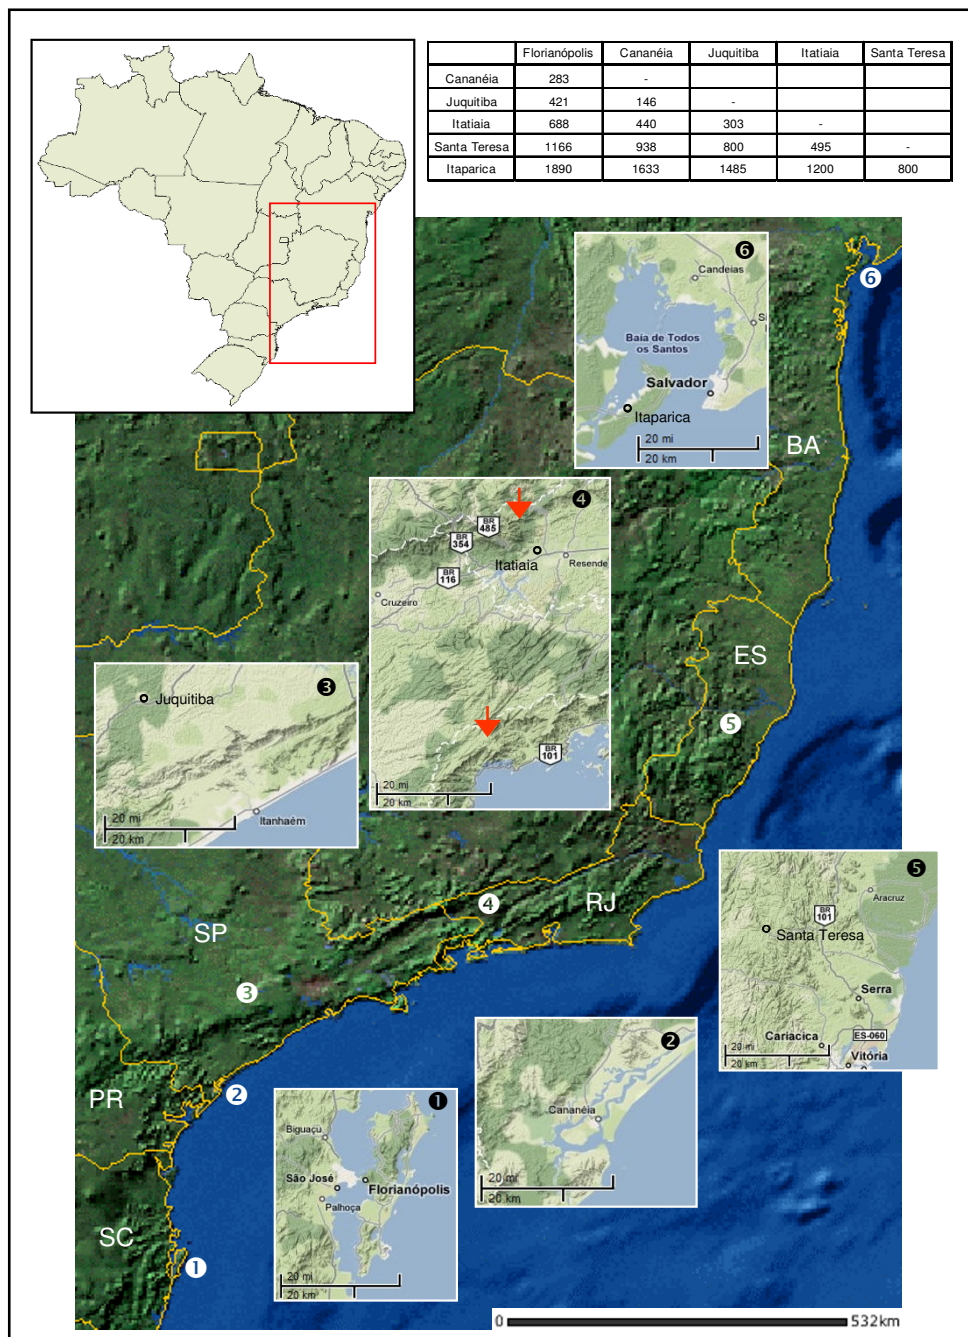 Florianópolis Cananéia Juquitiba Itatiaia Santa Teresa
Cananéia 283 -
Juquitiba 421 146 -
Itatiaia 688 440 303 -
Santa Teresa 1166 938 800 495 -
Itaparica 1890 1633 1485 1200 800
6
Candeias
Baía de Todos
os Santos
Salvador
Itaparica
20 mi
20 km
6
BA
4
BR
485
BR
354
BR
116
Itatiaia
Resende
Cruzeiro
BR
101
20 mi
20 km
ES
5
3
Juquitiba
Itanhaém
20 mi
20 km
4
RJ
SP
3
5
Aracruz
BR
101
Santa Teresa
Serra
Cariacica
ES-060
Vitória
20 mi
20 km
2
Cananéia
20 mi
20 km
PR
2
1
Biguaçu
São José
Florianópolis
Palhoça
20 mi
20 km
SC
1
0 532km